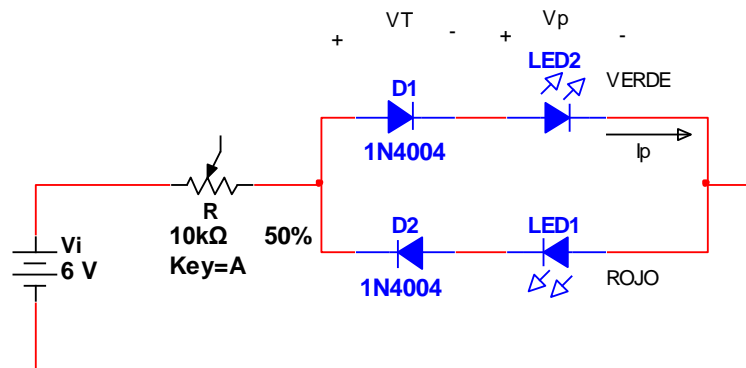 VT Vp
+ - + -
LED2
VERDE
D1
1N4004
Ip
R
10kΩ 50%
Key=A
Vi
6 V
D2
1N4004
LED1
ROJO